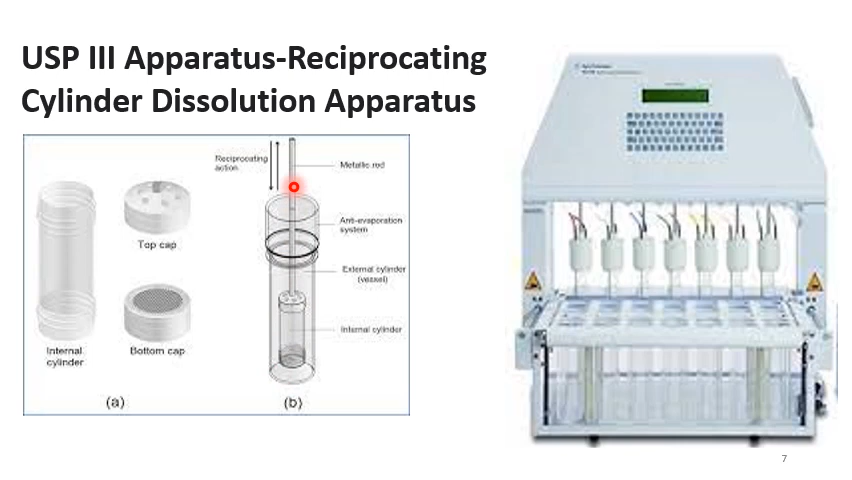 USP III Apparatus-Reciprocating
Cylinder Dissolution Apparatus
Reciprocating
action
Metallic rod
Anti-evaporation
system
External cylinder
(vessel)
Internal cylinder
Top cap
Bottom cap
Internal
cylinder
(a)
(b)
7